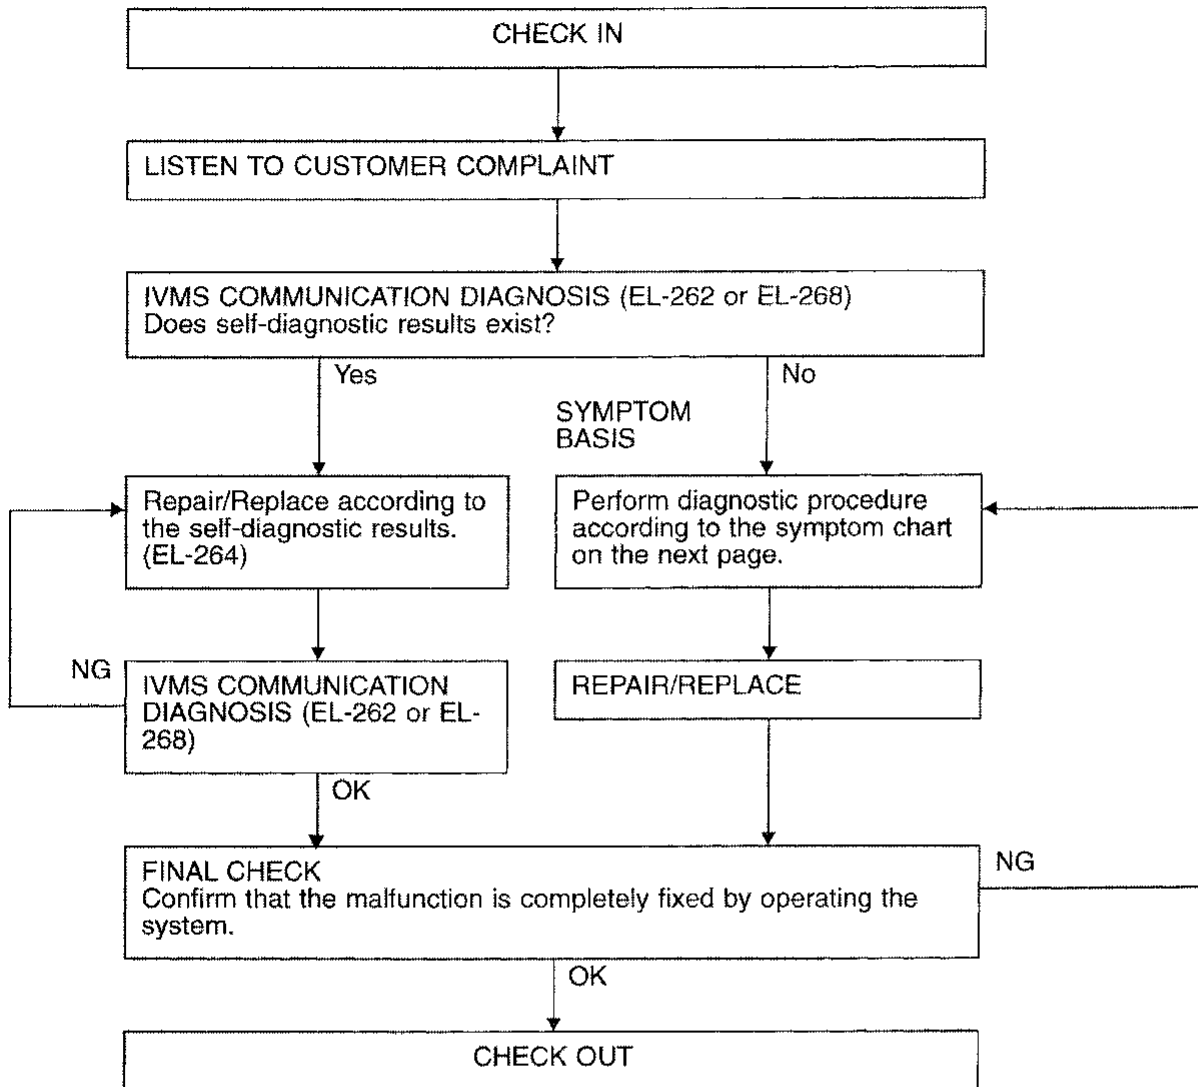 CHECK IN
LISTEN TO CUSTOMER COMPLAINT
IVMS COMMUNICATION DIAGNOSIS (EL-262 or EL-268)
Does self-diagnostic results exist?
Yes
No
SYMPTOM
BASIS
Repair/Replace according to
the self-diagnostic results.
(EL-264)
Perform diagnostic procedure
according to the symptom chart
on the next page.
NG
IVMS COMMUNICATION
DIAGNOSIS (EL-262 or EL-
268)
REPAIR/REPLACE
OK
FINAL CHECK
Confirm that the malfunction is completely fixed by operating the
system.
NG
OK
CHECK OUT